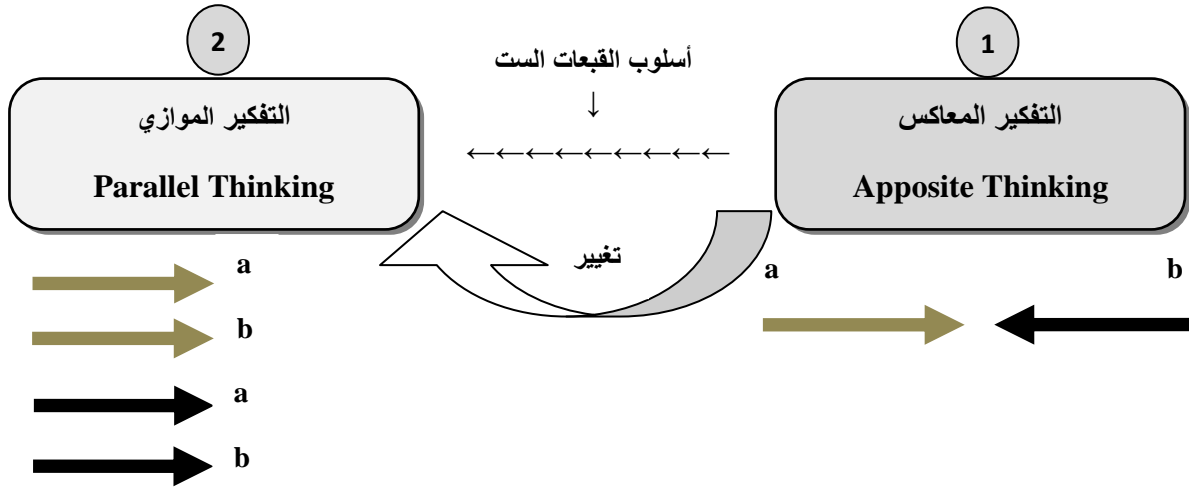 1
التفكير المعاكس
Apposite Thinking
أسلوب القبعات الست
↓
←←←←←←←←←
تغيير
2
التفكير الموازي
Parallel Thinking
a b
a
b
a
b